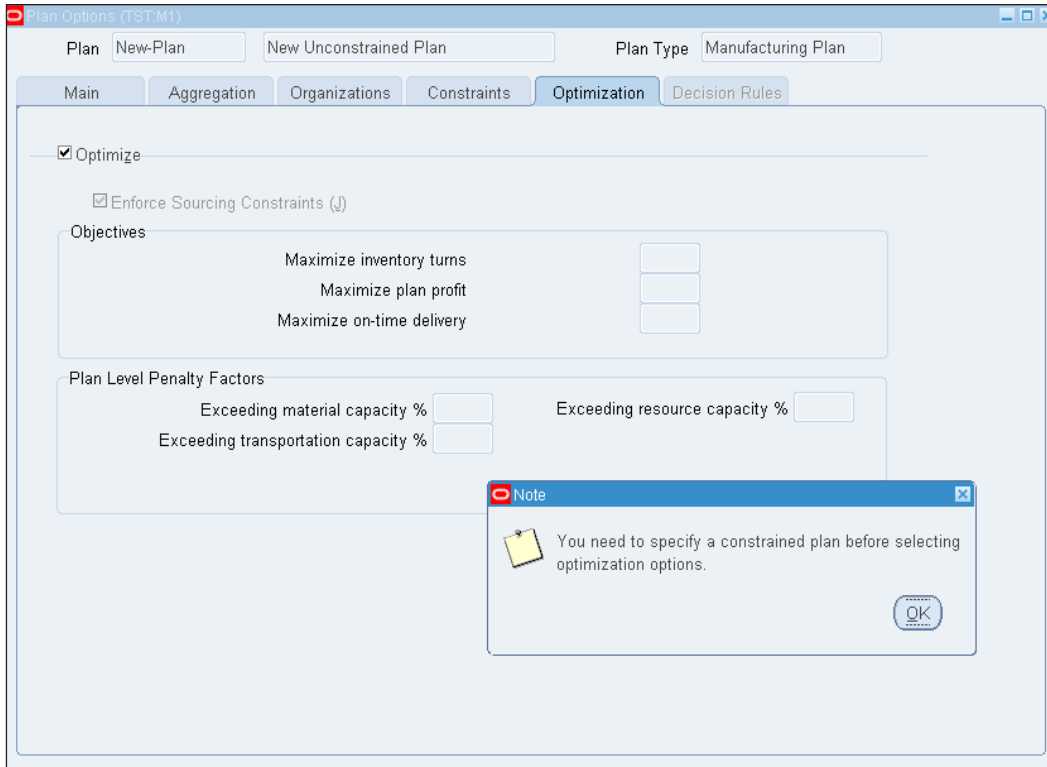 Plan Options (TST:M1)
Plan New-Plan New Unconstrained Plan Plan Type Manufacturing Plan
Main Aggregation Organizations Constraints Optimization Decision Rules
Optimize
Enforce Sourcing Constraints (J)
Objectives
Maximize inventory turns
Maximize plan profit
Maximize on-time delivery
Plan Level Penalty Factors
Exceeding material capacity % Exceeding resource capacity %
Exceeding transportation capacity %
Note
You need to specify a constrained plan before selecting
optimization options.
OK